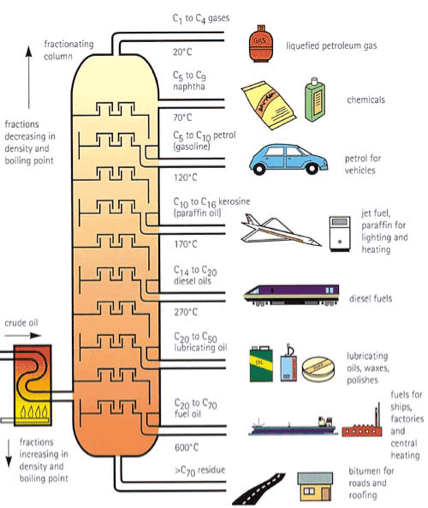 C1 to C4 gases
fractionating
column
20°C
GAS
liquefied petroleum gas
C5 to C9
naphtha
chemicals
fractions
decreasing in
density and
boiling point
70°C
C5 to C10 petrol
(gasoline)
petrol for
vehicles
120°C
C10 to C16 kerosine
(paraffin oil)
jet fuel,
paraffin for
lighting and
heating
170°C
C14 to C20
diesel oils
diesel fuels
270°C
crude oil
C20 to C50
lubricating oil
OIL
lubricating
oils, waxes,
polishes
C20 to C70
fuel oil
fuels for
ships,
factories
and
central
heating
fractions
increasing in
density and
boiling point
600°C
>C70 residue
bitumen for
roads and
roofing